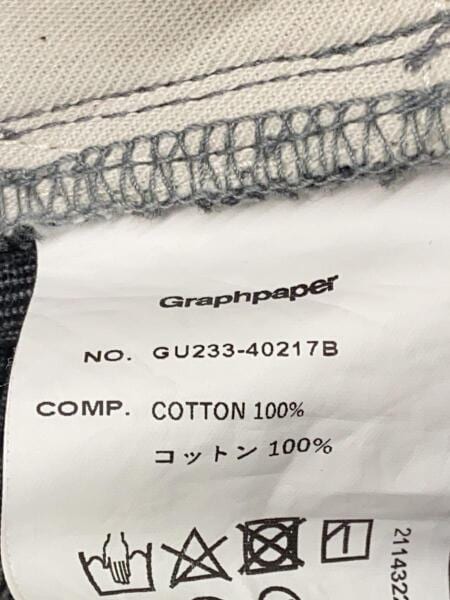 Graphpaper
NO. GU233-40217B
COMP. COTTON 100%
コットン 100%